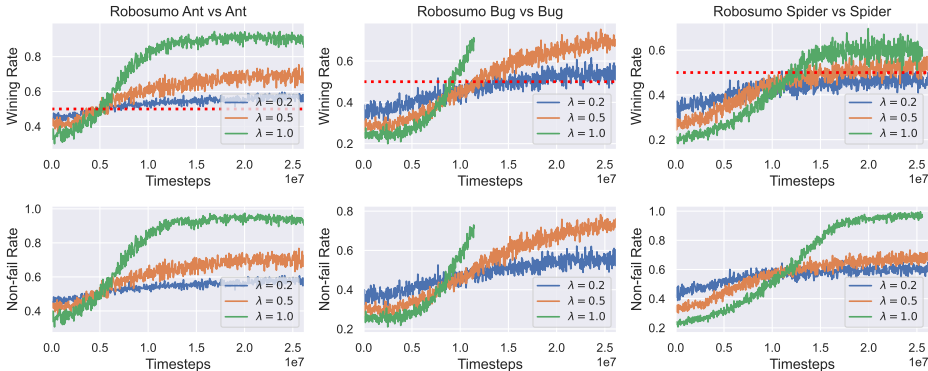 Robosumo Ant vs Ant
Wining Rate
0.8
0.6
0.4
λ = 0.2
λ = 0.5
λ = 1.0
0.0 0.5 1.0 1.5 2.0 2.5
Timesteps
1e7
Robosumo Bug vs Bug
Wining Rate
0.6
0.4
0.2
λ = 0.2
λ = 0.5
λ = 1.0
0.0 0.5 1.0 1.5 2.0 2.5
Timesteps
1e7
Robosumo Spider vs Spider
Wining Rate
0.6
0.4
0.2
λ = 0.2
λ = 0.5
λ = 1.0
0.0 0.5 1.0 1.5 2.0 2.5
Timesteps
1e7
Non-fail Rate
1.0
0.8
0.6
0.4
λ = 0.2
λ = 0.5
λ = 1.0
0.0 0.5 1.0 1.5 2.0 2.5
Timesteps
1e7
Non-fail Rate
0.8
0.6
0.4
0.2
λ = 0.2
λ = 0.5
λ = 1.0
0.0 0.5 1.0 1.5 2.0 2.5
Timesteps
1e7
Non-fail Rate
1.0
0.8
0.6
0.4
0.2
λ = 0.2
λ = 0.5
λ = 1.0
0.0 0.5 1.0 1.5 2.0 2.5
Timesteps
1e7